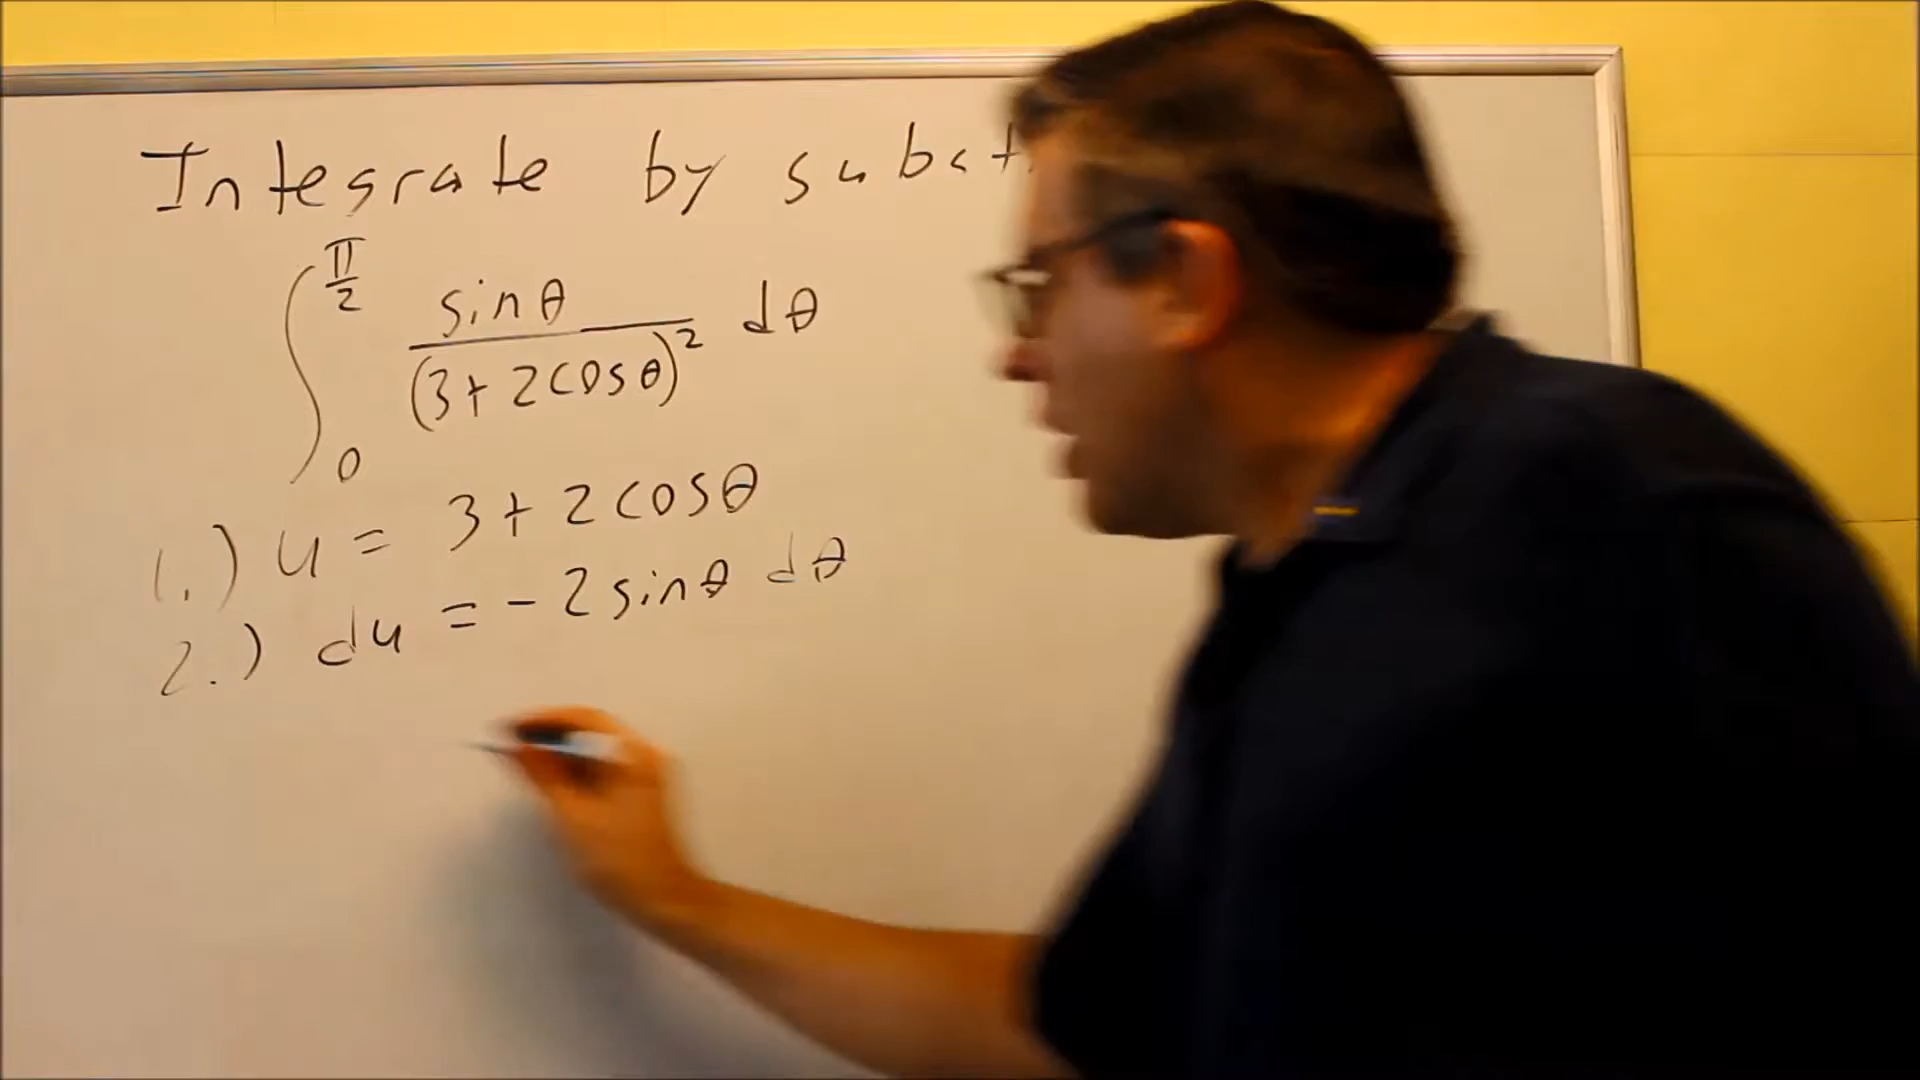 Integrate by subst
∫₀^(π/2) sinθ/(3+2cosθ)² dθ
1.) u = 3+2cosθ
2.) du = -2sinθ dθ